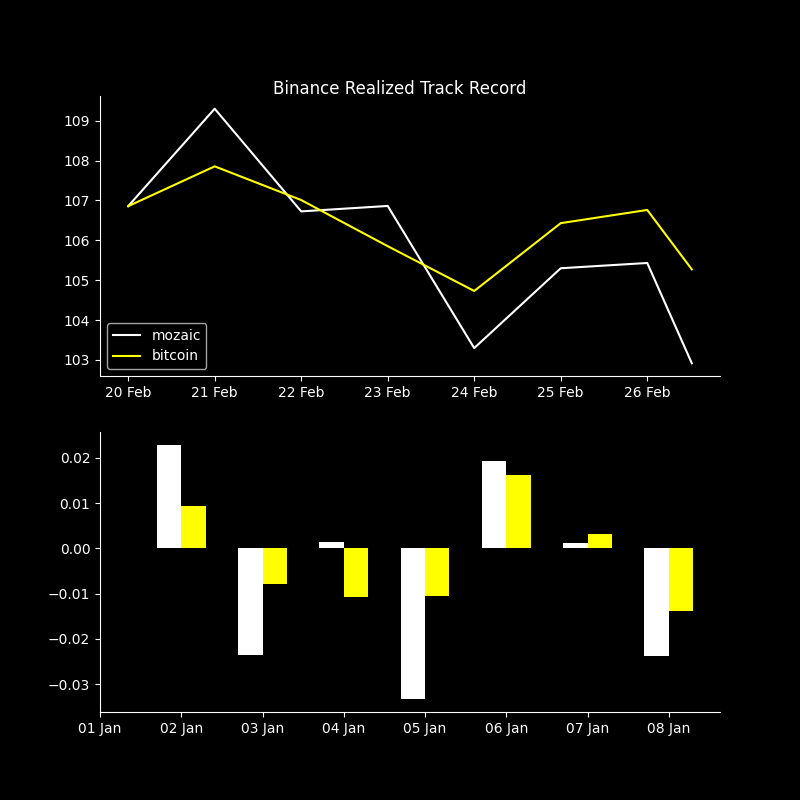 Binance Realized Track Record
109
108
107
106
105
104
103
mozaic
bitcoin
20 Feb 21 Feb 22 Feb 23 Feb 24 Feb 25 Feb 26 Feb
0.02
0.01
0.00
−0.01
−0.02
−0.03
01 Jan 02 Jan 03 Jan 04 Jan 05 Jan 06 Jan 07 Jan 08 Jan